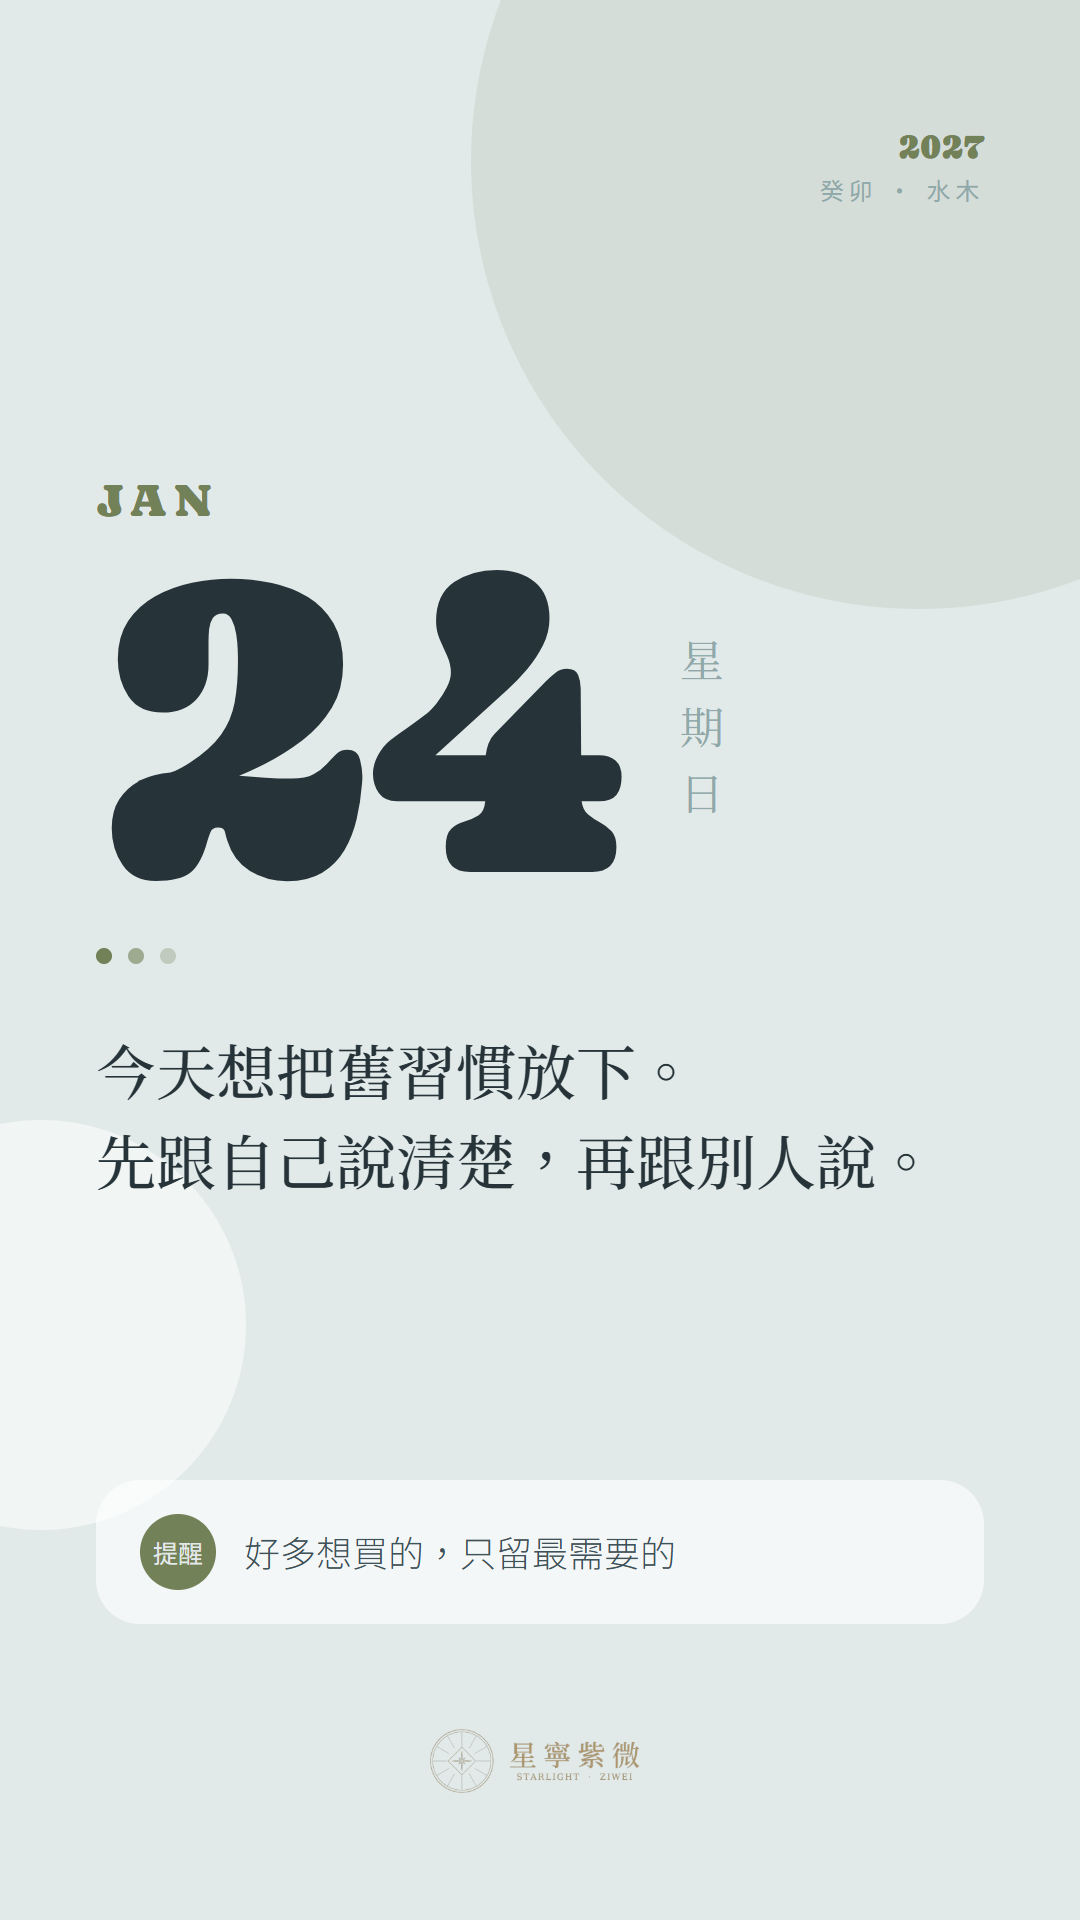 2027
癸卯 · 水木
JAN
24
星期日
今天想把舊習慣放下。
先跟自己說清楚，再跟別人說。
提醒
好多想買的，只留最需要的
星寧紫微
STARLIGHT · ZIWEI